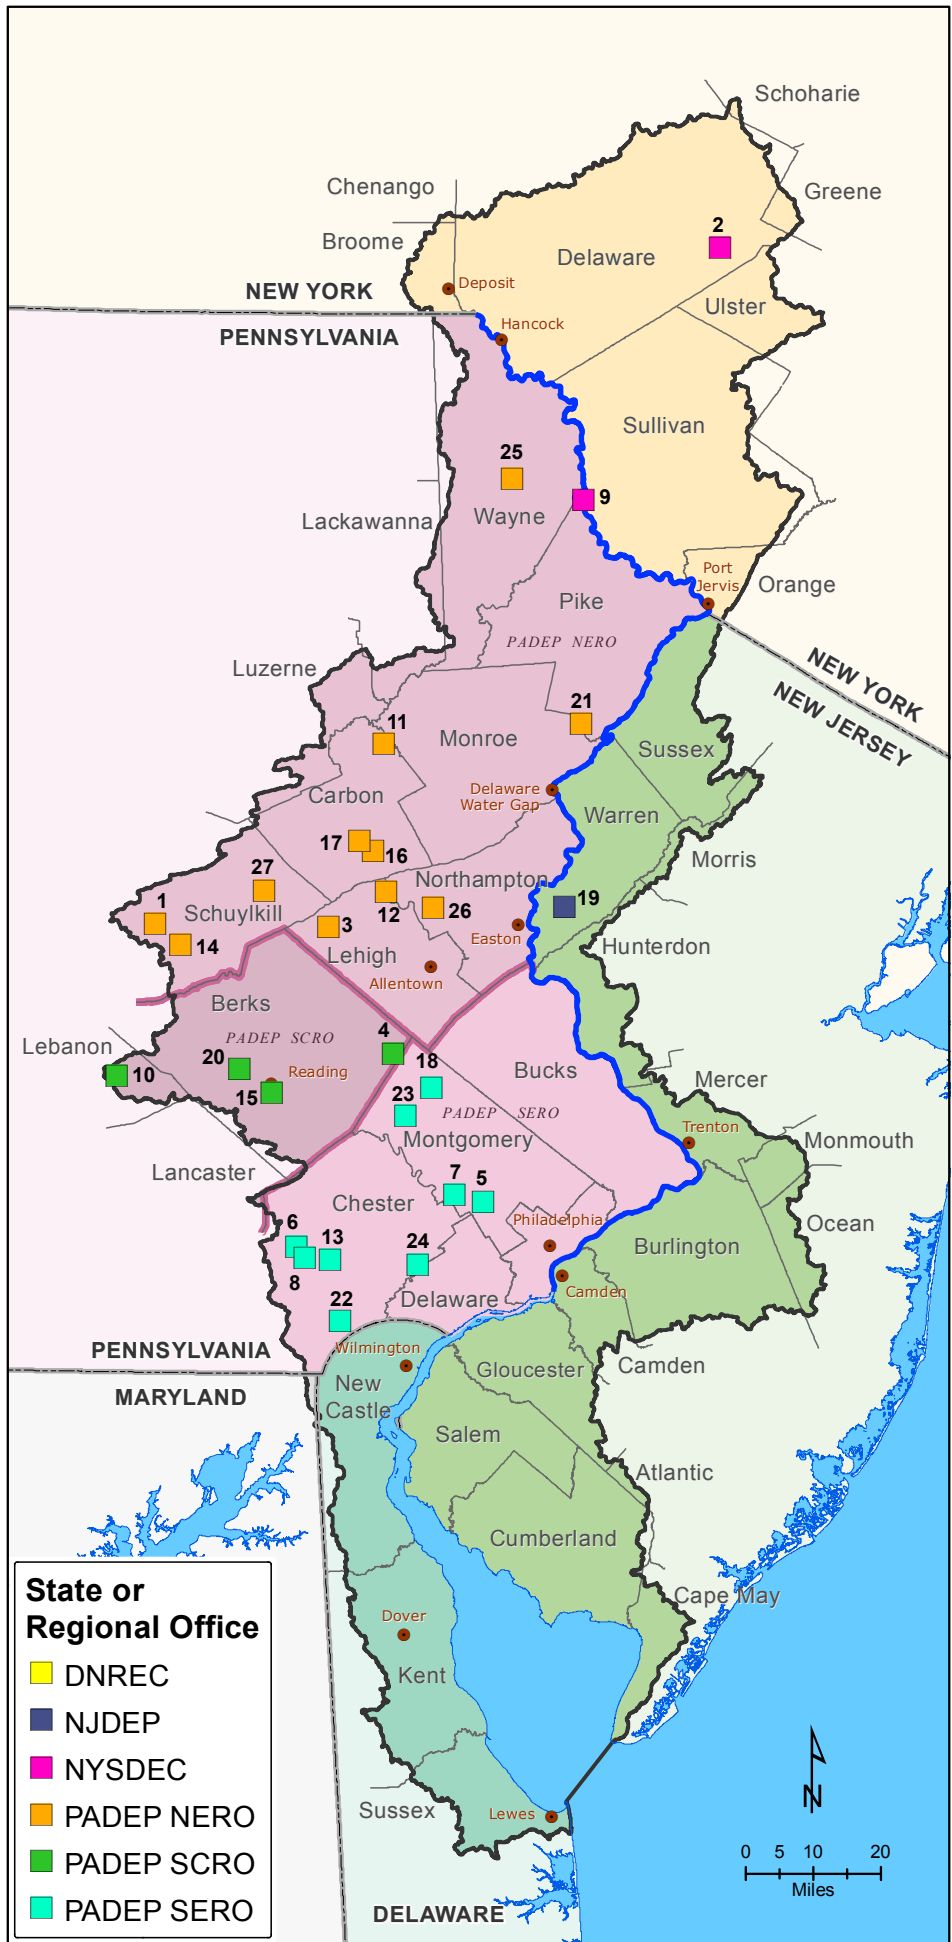 Schoharie
Chenango
Greene
2
Broome
Delaware
Deposit
NEW YORK
Ulster
Hancock
PENNSYLVANIA
Sullivan
25
9
Wayne
Lackawanna
Port
Jervis
Orange
Pike
PADEP NERO
Luzerne
NEW YORK
NEW JERSEY
21
11
Monroe
Sussex
Delaware
Water Gap
Carbon
Warren
17
16
Morris
27
Northampton
1
Schuylkill
12
26
19
3
Easton
14
Lehigh
Hunterdon
Allentown
Berks
PADEP SCRO
4
Lebanon
20
18
Bucks
10
Reading
Mercer
15
23
PADEP SERO
Trenton
Montgomery
Monmouth
Lancaster
7
5
Chester
Philadelphia
Ocean
6
13
24
Burlington
8
Camden
Delaware
22
PENNSYLVANIA
Wilmington
Gloucester
Camden
MARYLAND
New
Castle
Salem
Atlantic
Cumberland
Cape May
Dover
Kent
Sussex
Lewes
DELAWARE
State or
Regional Office
DNREC
NJDEP
NYSDEC
PADEP NERO
PADEP SCRO
PADEP SERO
N
0 5 10 20
Miles